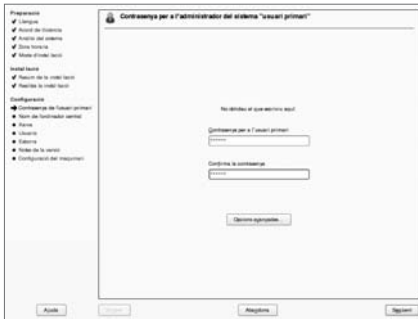 Preparació
Llengua
Acord de llicència
Anàlisi del sistema
Zona horària
Mode d'instal·lació
Instal·lació
Resum de la instal·lació
Realitza la instal·lació
Configuració
Contrasenya de l'usuari primari
Nom de l'ordinador central
Xarxa
Usuaris
Esborra
Notes de la versió
Configuració del maquinari
Contrasenya per a l'administrador del sistema "usuari primari"
No oblideu el que escriviu aquí.
Contrasenya per a l'usuari primari
******
Confirma la contrasenya
******
Opcions avançades...
Ajuda
Abandona
Següent